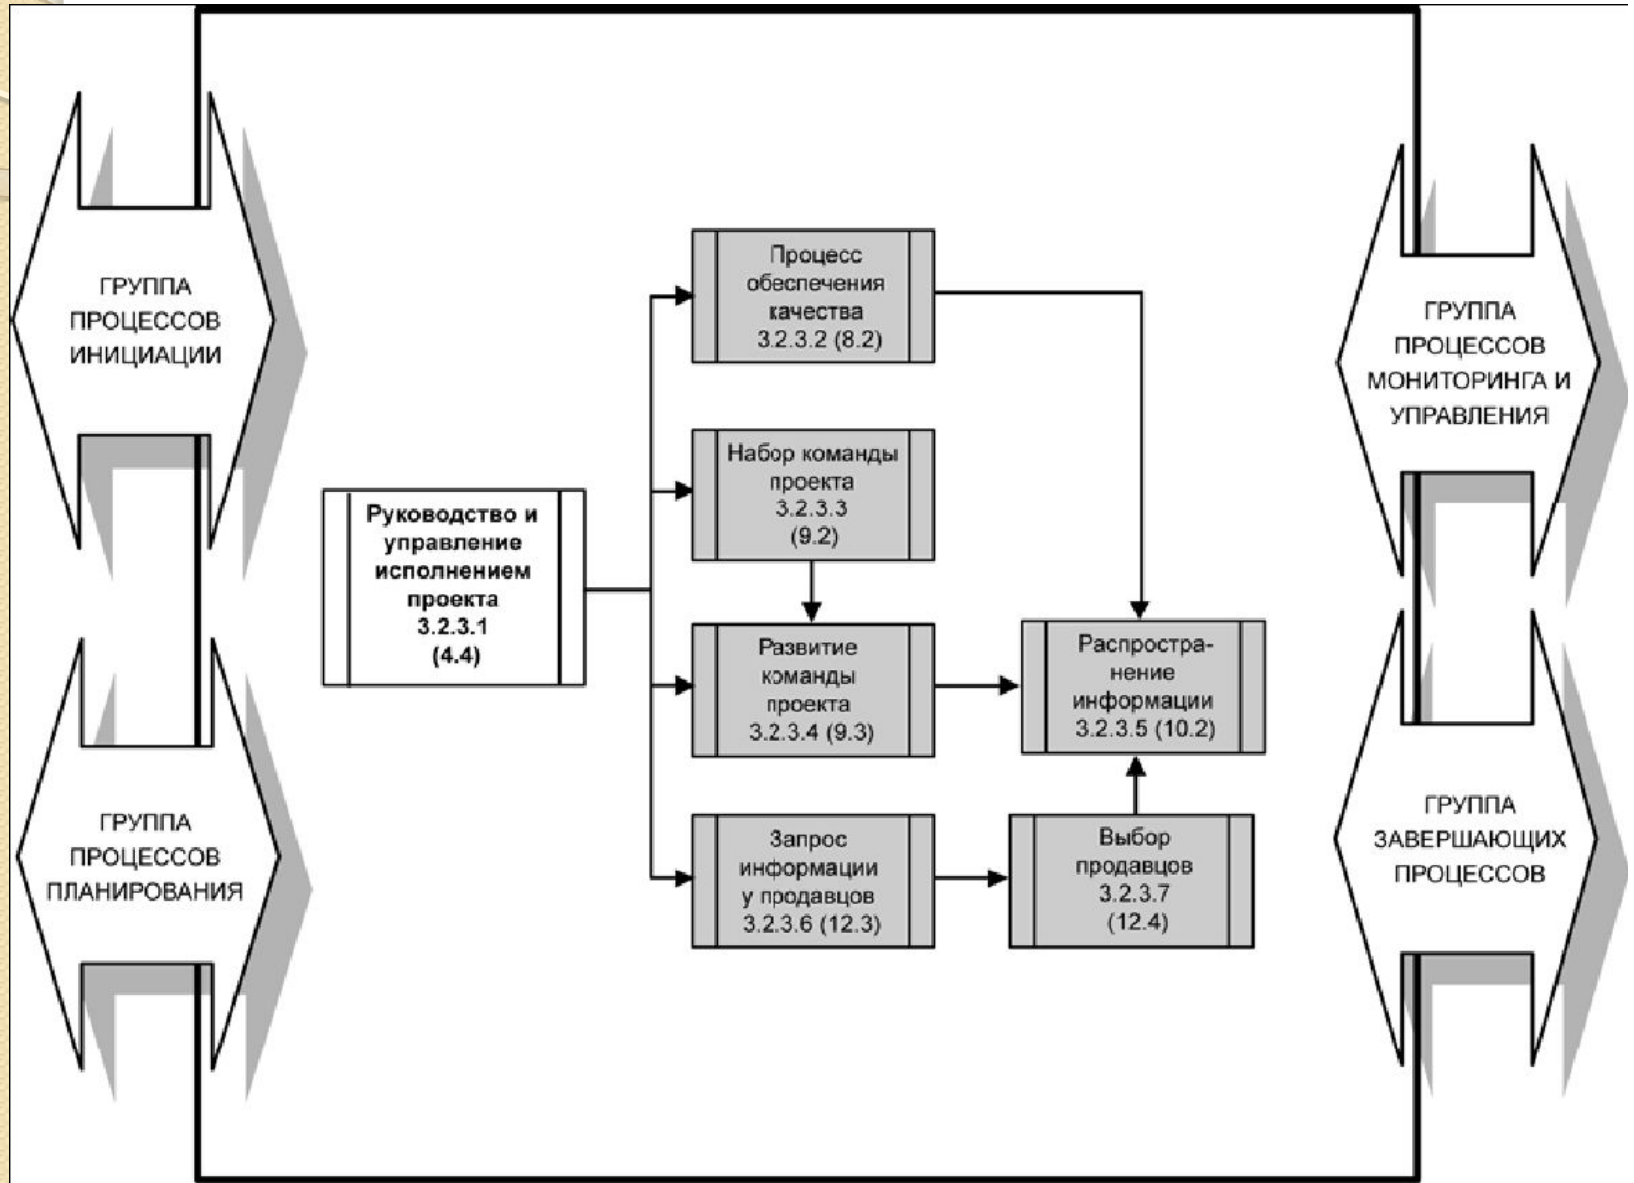 ГРУППА
ПРОЦЕССОВ
ИНИЦИАЦИИ
ГРУППА
ПРОЦЕССОВ
ПЛАНИРОВАНИЯ
Руководство и
управление
исполнением
проекта
3.2.3.1
(4.4)
Процесс
обеспечения
качества
3.2.3.2 (8.2)
Набор команды
проекта
3.2.3.3
(9.2)
Развитие
команды
проекта
3.2.3.4 (9.3)
Запрос
информации
у продавцов
3.2.3.6 (12.3)
Распростра-
нение
информации
3.2.3.5 (10.2)
Выбор
продавцов
3.2.3.7
(12.4)
ГРУППА
ПРОЦЕССОВ
МОНИТОРИНГА И
УПРАВЛЕНИЯ
ГРУППА
ЗАВЕРШАЮЩИХ
ПРОЦЕССОВ